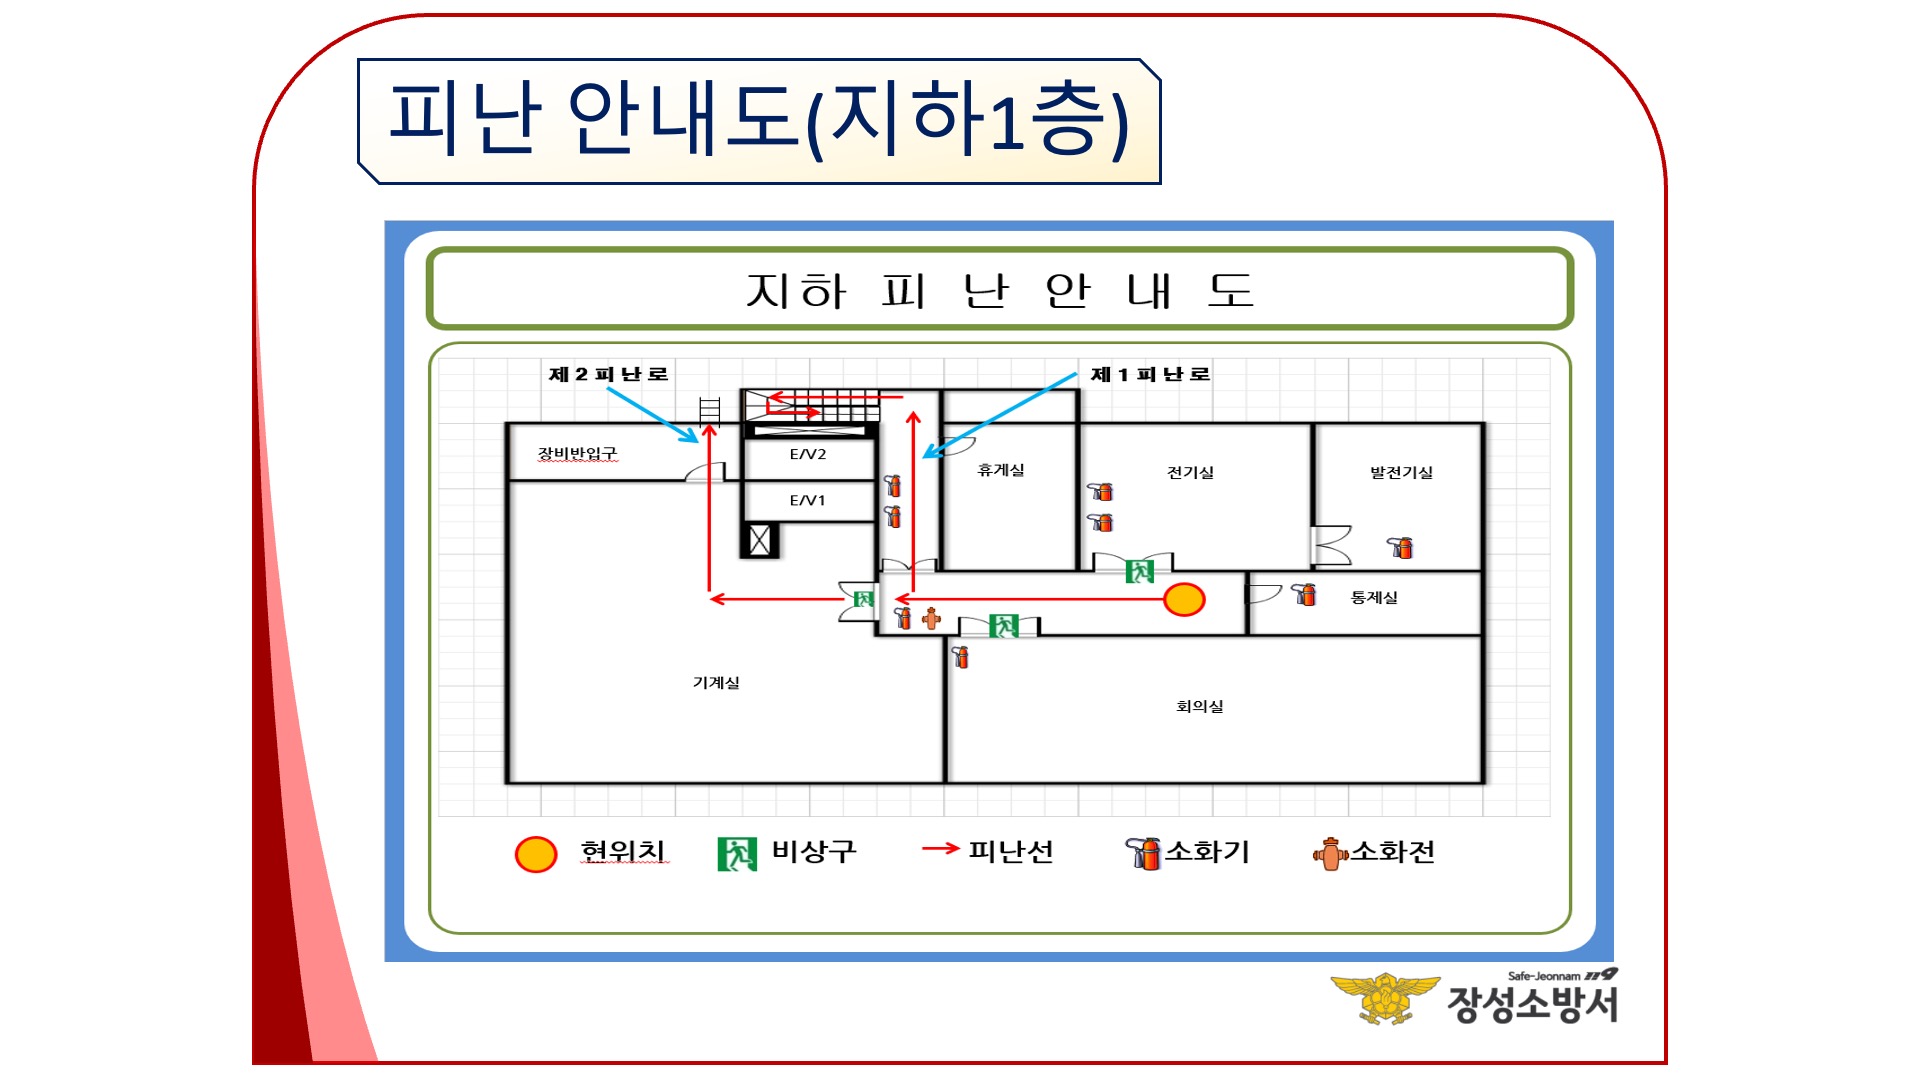 피난 안내도(지하1층)
지하 피 난 안 내 도
제2피난로
제1피난로
장비반입구
E/V2
E/V1
휴게실
전기실
발전기실
통제실
기계실
회의실
현위치
비상구
피난선
소화기
소화전
Safe-Jeonnam 119
장성소방서